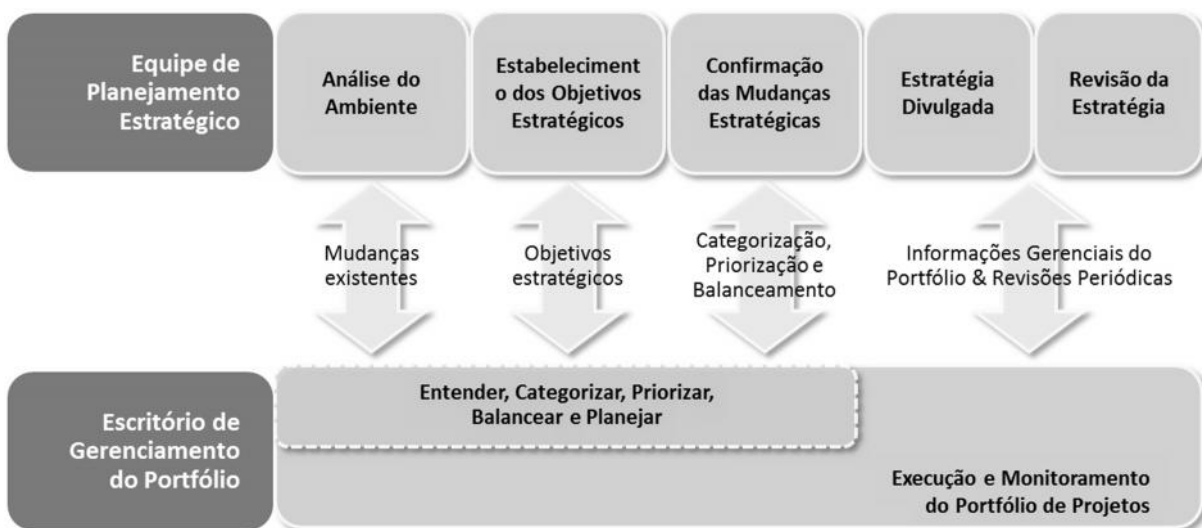 Equipe de
Planejamento
Estratégico
Análise do
Ambiente
Estabeleciment
o dos Objetivos
Estratégicos
Confirmação
das Mudanças
Estratégicas
Estratégia
Divulgada
Revisão da
Estratégia
Mudanças
existentes
Objetivos
estratégicos
Categorização,
Priorização e
Balanceamento
Informações Gerenciais do
Portfólio & Revisões Periódicas
Escritório de
Gerenciamento
do Portfólio
Entender, Categorizar, Priorizar,
Balancear e Planejar
Execução e Monitoramento
do Portfólio de Projetos